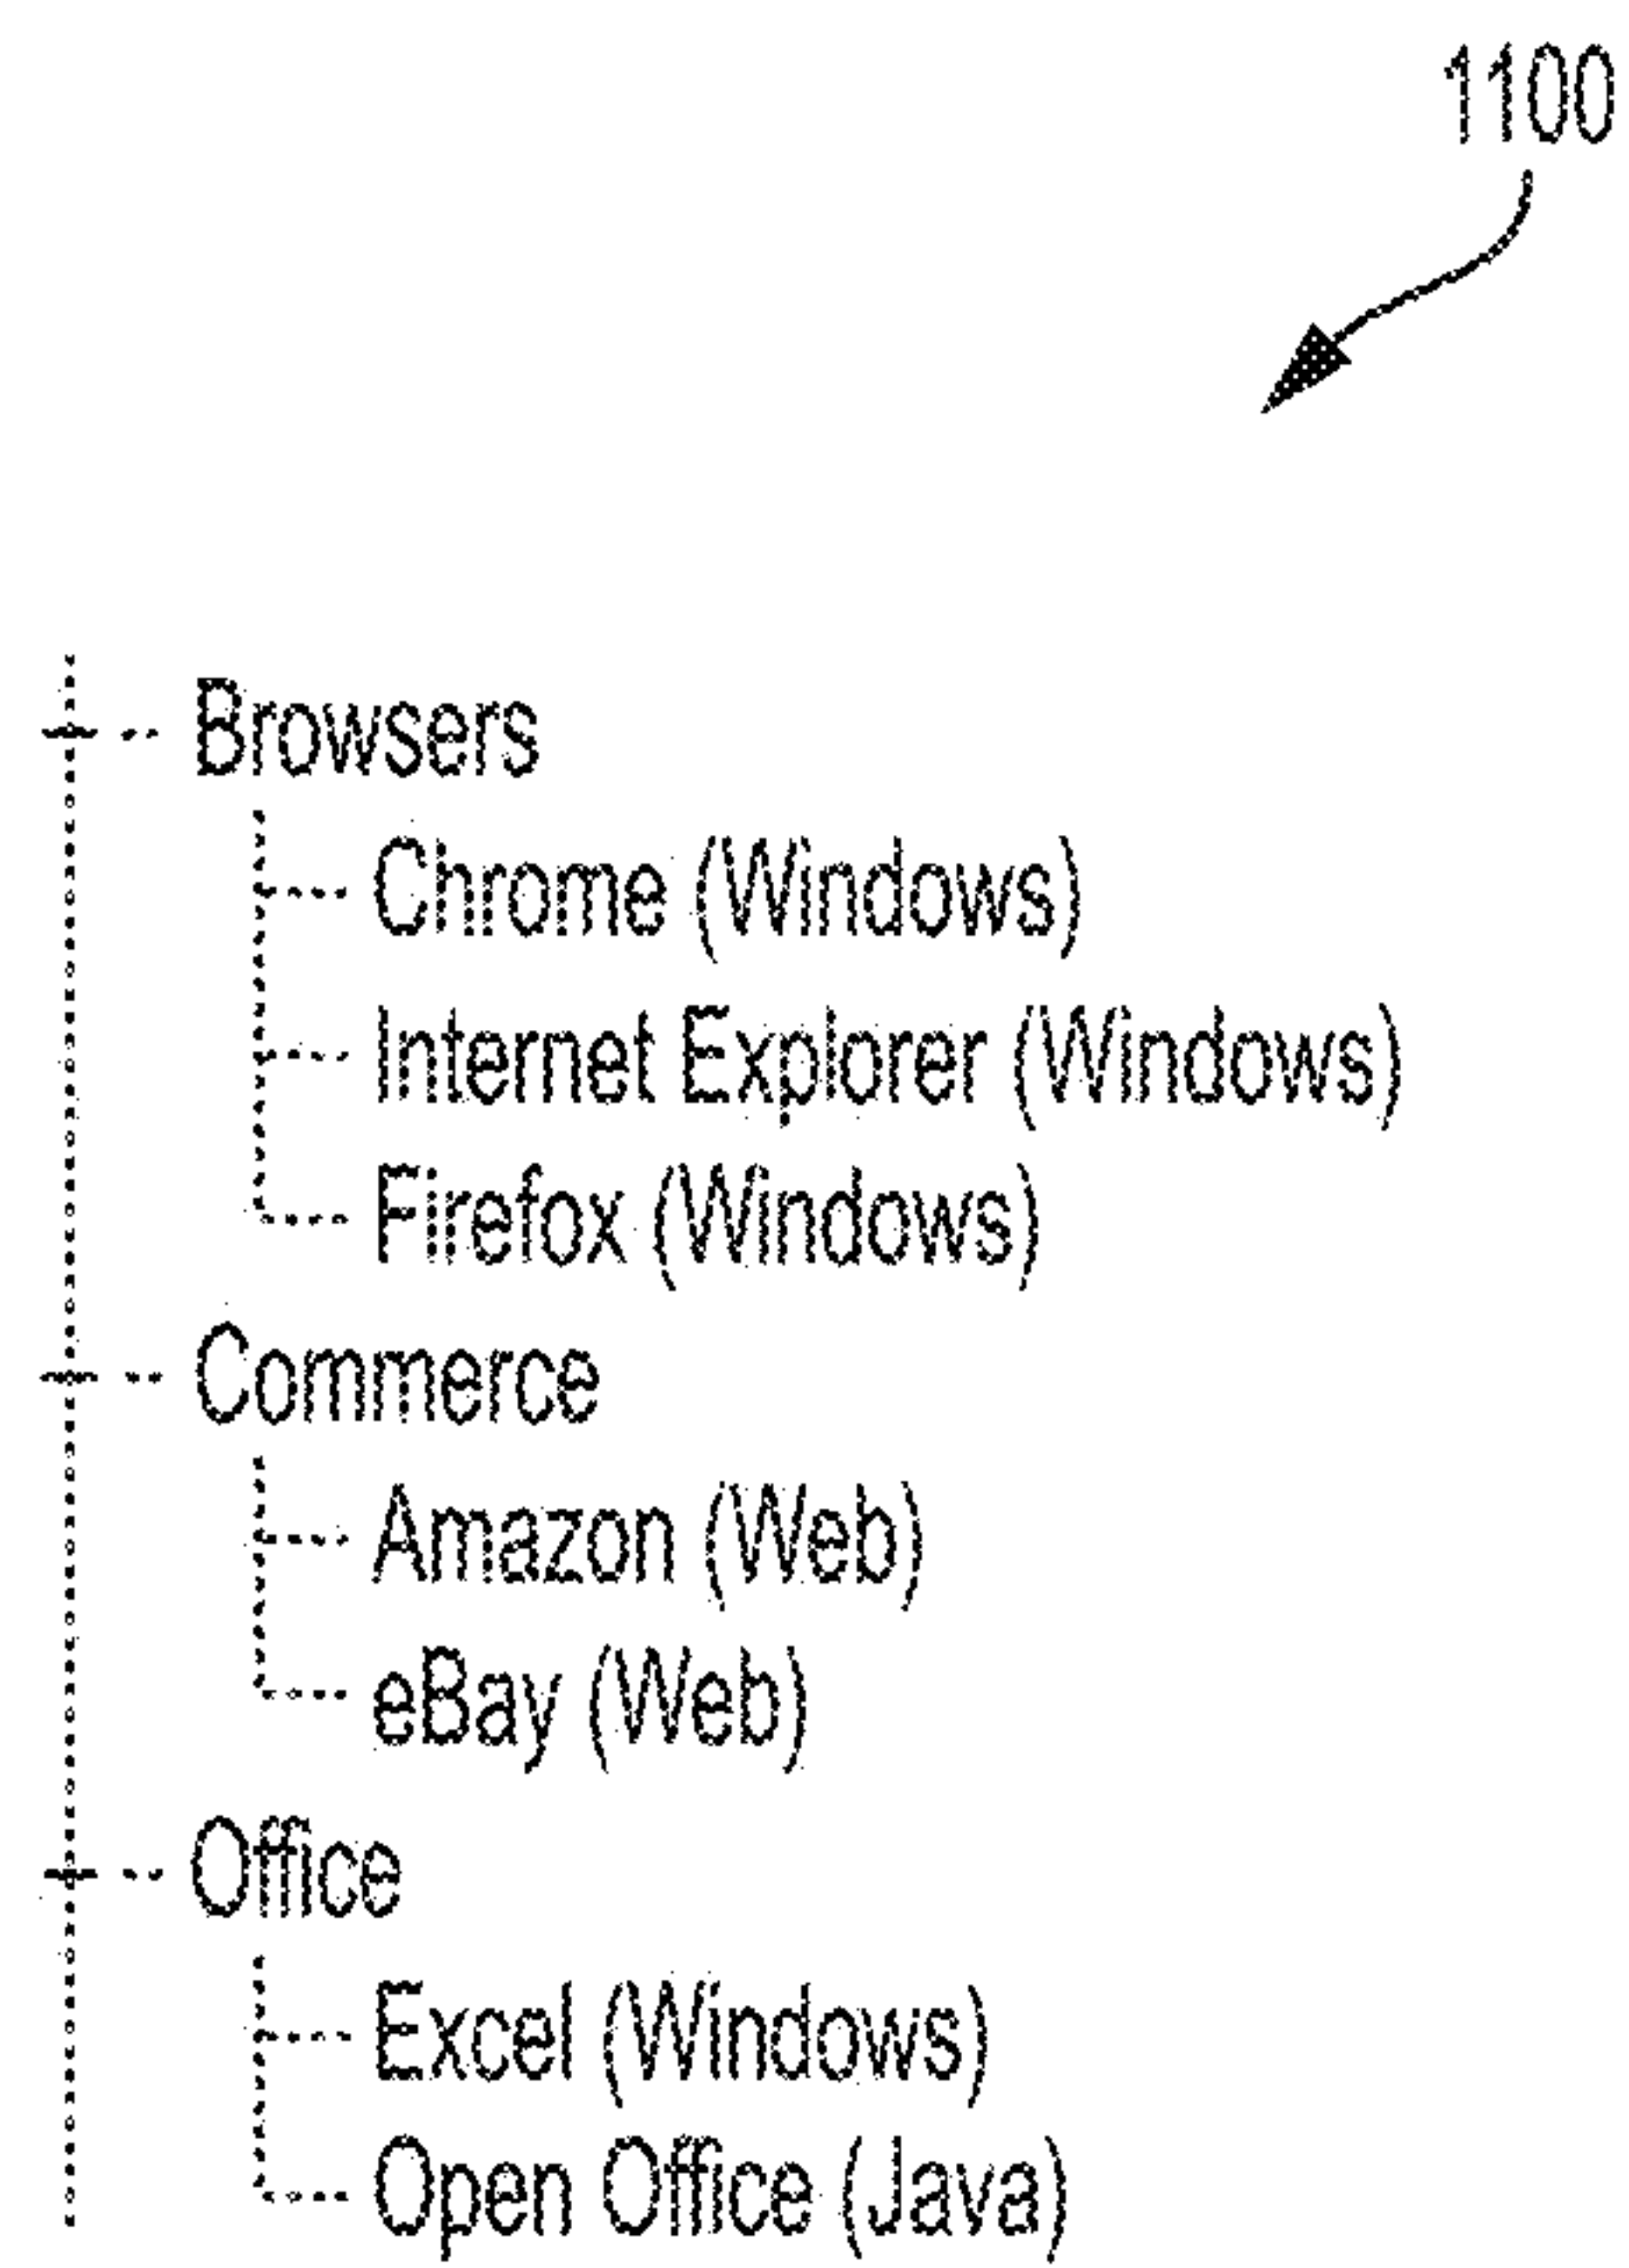 1100
Browsers
Chrome (Windows)
Internet Explorer (Windows)
Firefox (Windows)
Commerce
Amazon (Web)
eBay (Web)
Office
Excel (Windows)
Open Office (Java)